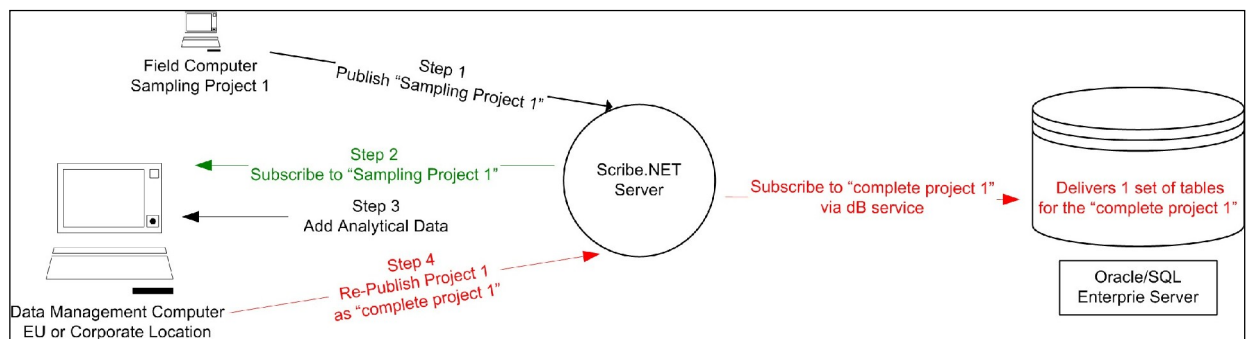 Field Computer
Sampling Project 1
Step 1
Publish “Sampling Project 1”
Step 2
Subscribe to “Sampling Project 1”
Step 3
Add Analytical Data
Step 4
Re-Publish Project 1
as “complete project 1”
Data Management Computer
EU or Corporate Location
Scribe.NET
Server
Subscribe to “complete project 1”
via dB service
Delivers 1 set of tables
for the “complete project 1”
Oracle/SQL
Enterprie Server